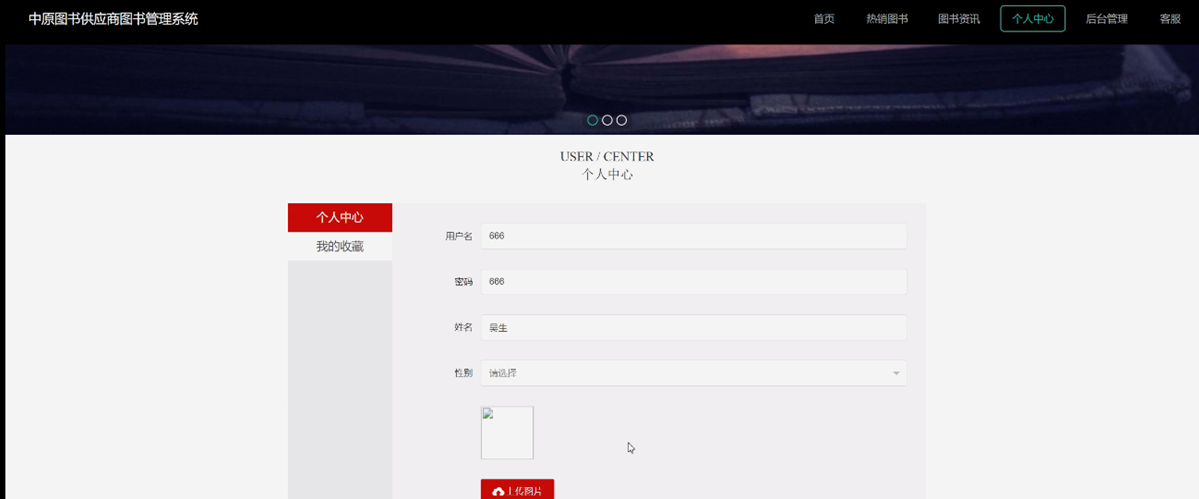 中原图书供应商图书管理系统
首页 热销图书 图书资讯 个人中心 后台管理 客服
USER / CENTER
个人中心
个人中心
我的收藏
用户名 666
密码 666
姓名 吴生
性别 请选择
上传图片